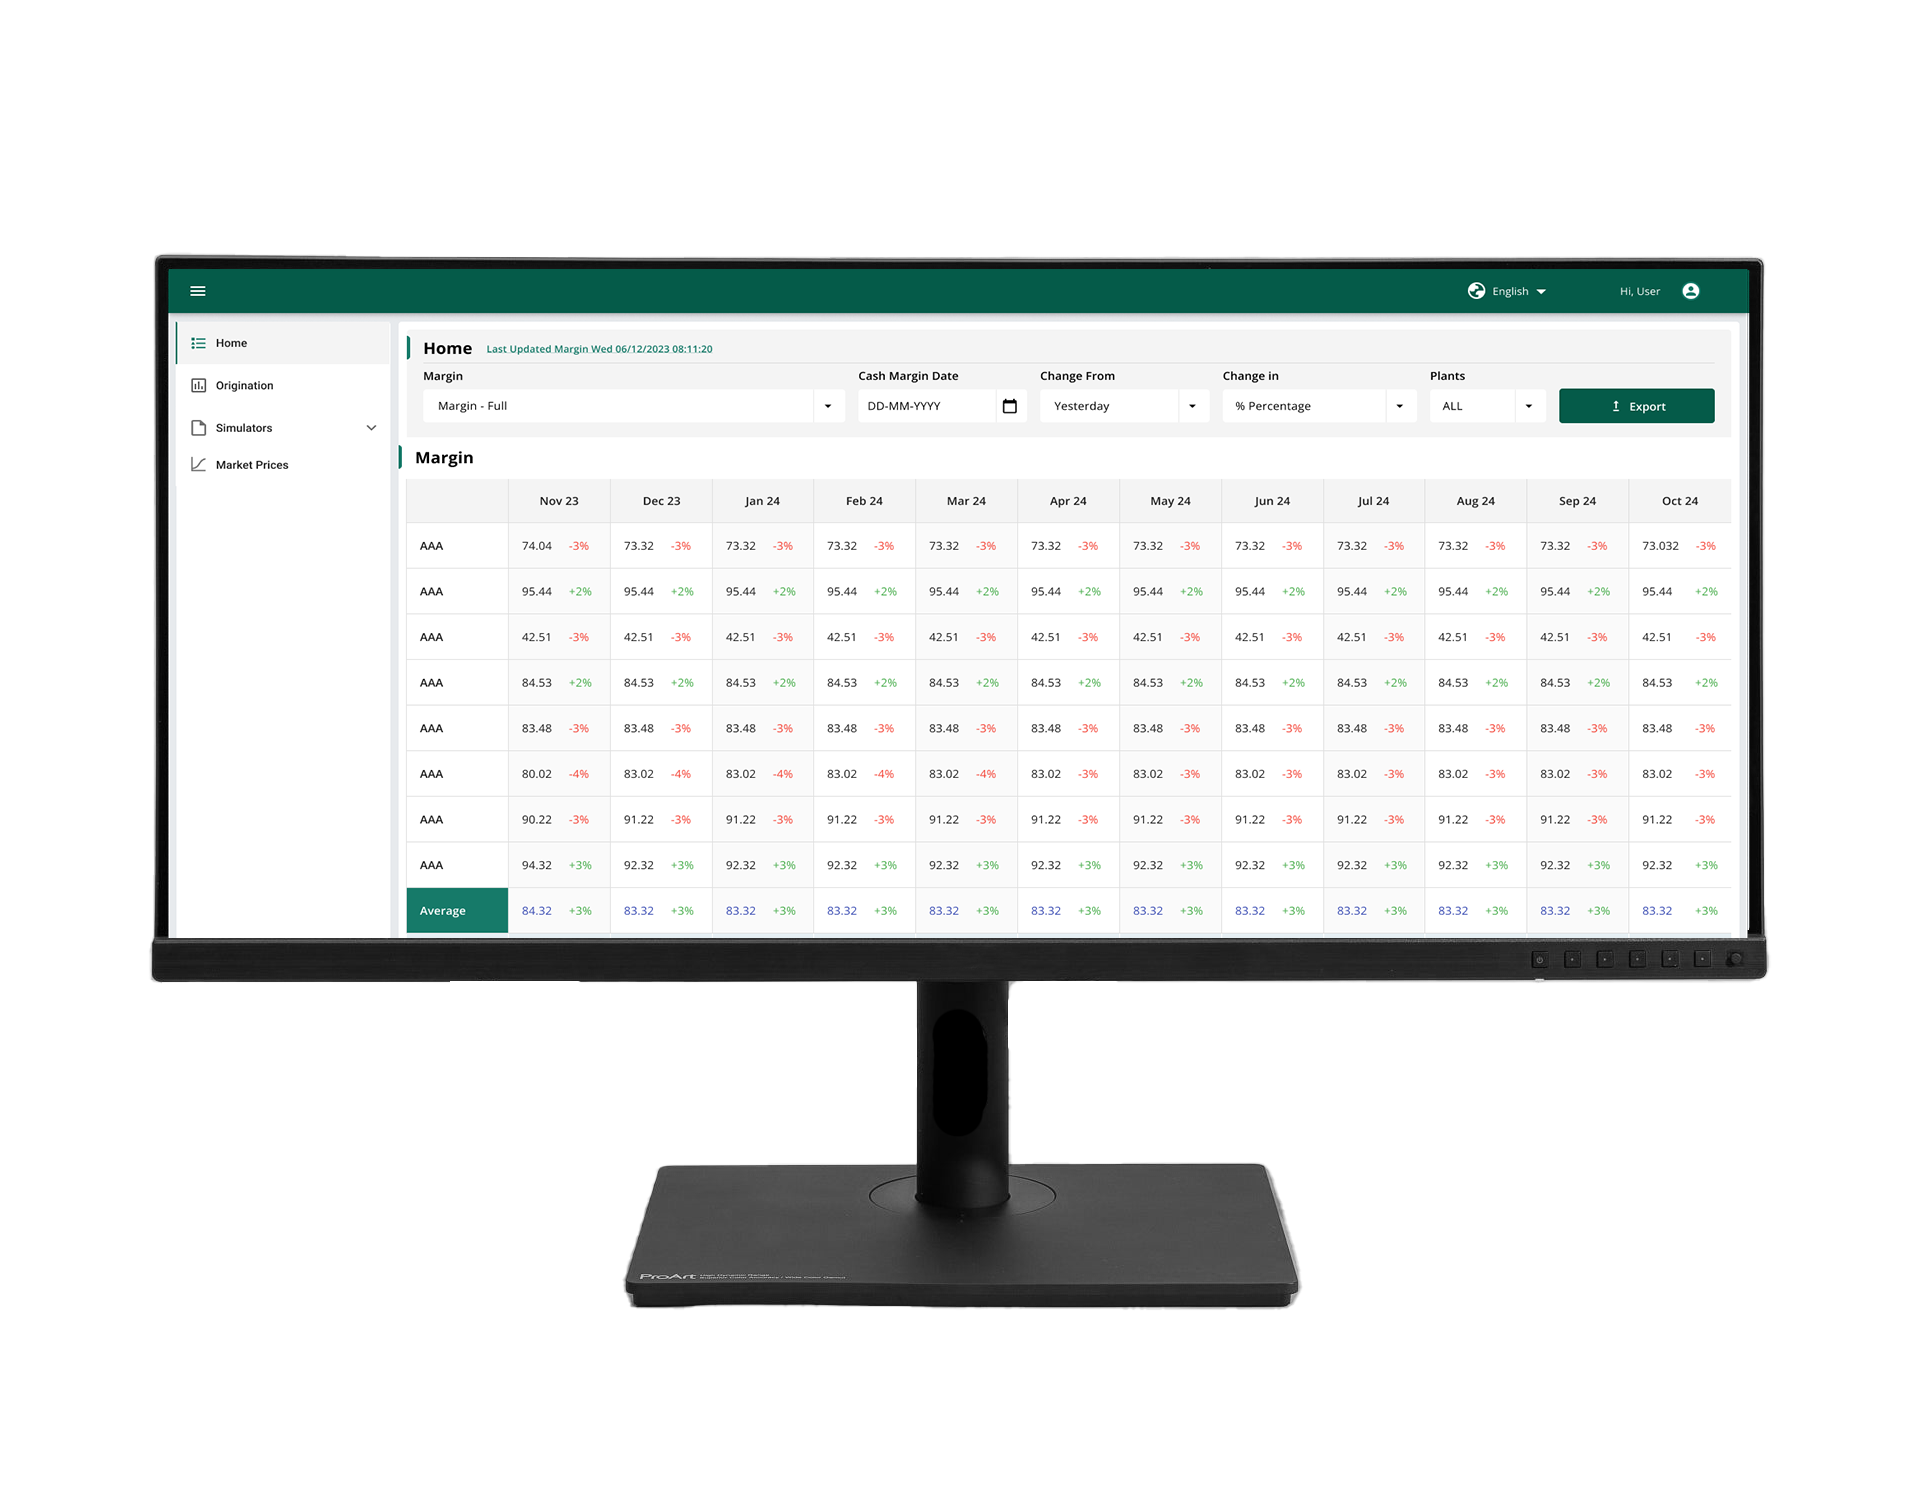 English
Hi, User
Home
Origination
Simulators
Market Prices
Home Last Updated Margin Wed 06/12/2023 08:11:20
Margin Cash Margin Date Change From Change in Plants
Margin - Full DD-MM-YYYY Yesterday % Percentage ALL Export
Margin
Nov 23 Dec 23 Jan 24 Feb 24 Mar 24 Apr 24 May 24 Jun 24 Jul 24 Aug 24 Sep 24 Oct 24
AAA 74.04 -3% 73.32 -3% 73.32 -3% 73.32 -3% 73.32 -3% 73.32 -3% 73.32 -3% 73.32 -3% 73.32 -3% 73.32 -3% 73.32 -3% 73.032 -3%
AAA 95.44 +2% 95.44 +2% 95.44 +2% 95.44 +2% 95.44 +2% 95.44 +2% 95.44 +2% 95.44 +2% 95.44 +2% 95.44 +2% 95.44 +2% 95.44 +2%
AAA 42.51 -3% 42.51 -3% 42.51 -3% 42.51 -3% 42.51 -3% 42.51 -3% 42.51 -3% 42.51 -3% 42.51 -3% 42.51 -3% 42.51 -3% 42.51 -3%
AAA 84.53 +2% 84.53 +2% 84.53 +2% 84.53 +2% 84.53 +2% 84.53 +2% 84.53 +2% 84.53 +2% 84.53 +2% 84.53 +2% 84.53 +2% 84.53 +2%
AAA 83.48 -3% 83.48 -3% 83.48 -3% 83.48 -3% 83.48 -3% 83.48 -3% 83.48 -3% 83.48 -3% 83.48 -3% 83.48 -3% 83.48 -3% 83.48 -3%
AAA 80.02 -4% 83.02 -4% 83.02 -4% 83.02 -4% 83.02 -4% 83.02 -3% 83.02 -3% 83.02 -3% 83.02 -3% 83.02 -3% 83.02 -3% 83.02 -3%
AAA 90.22 -3% 91.22 -3% 91.22 -3% 91.22 -3% 91.22 -3% 91.22 -3% 91.22 -3% 91.22 -3% 91.22 -3% 91.22 -3% 91.22 -3% 91.22 -3%
AAA 94.32 +3% 92.32 +3% 92.32 +3% 92.32 +3% 92.32 +3% 92.32 +3% 92.32 +3% 92.32 +3% 92.32 +3% 92.32 +3% 92.32 +3% 92.32 +3%
Average 84.32 +3% 83.32 +3% 83.32 +3% 83.32 +3% 83.32 +3% 83.32 +3% 83.32 +3% 83.32 +3% 83.32 +3% 83.32 +3% 83.32 +3% 83.32 +3%
ProArt